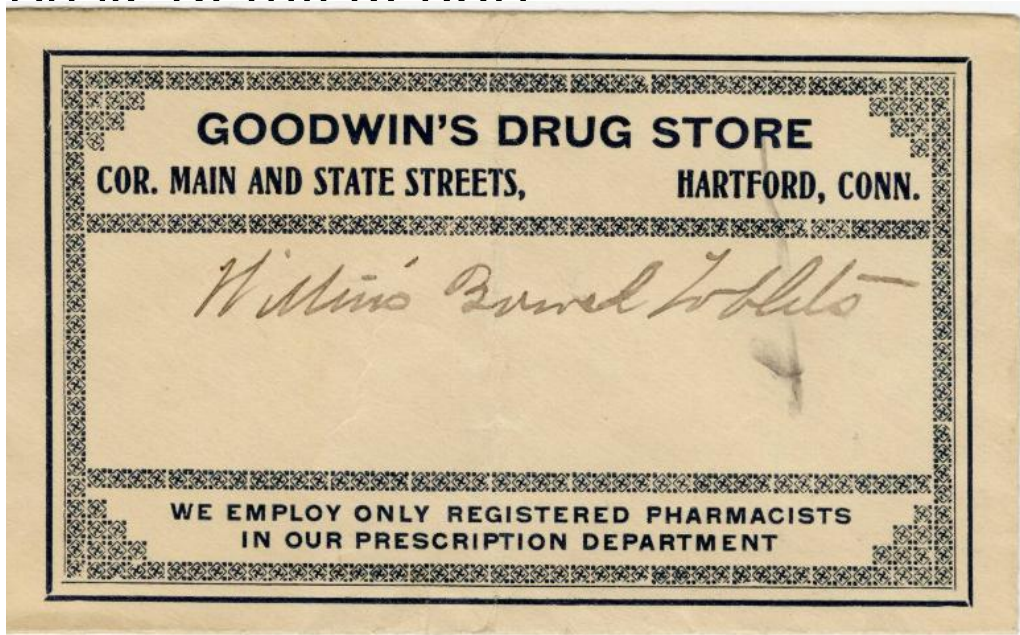 GOODWIN'S DRUG STORE
COR. MAIN AND STATE STREETS, HARTFORD, CONN.
Bowel Tablets
WE EMPLOY ONLY REGISTERED PHARMACISTS
IN OUR PRESCRIPTION DEPARTMENT